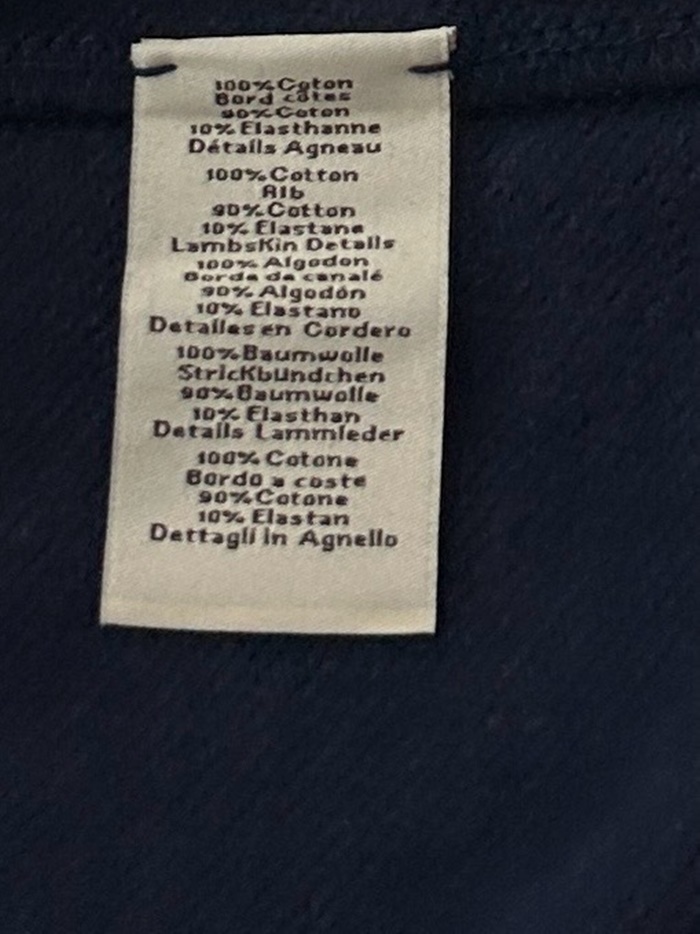 100% Coton
Bord côtes
90% Coton
10% Elasthanne
Détails Agneau
100% Cotton
Rib
90% Cotton
10% Elastane
LambsKin Details
100% Algodon
Borde de canalé
90% Algodón
10% Elastano
Detalles en Cordero
100% Baumwolle
StricKbündchen
90% Baumwolle
10% Elasthan
Details Lammleder
100% Cotone
Bordo a coste
90% Cotone
10% Elastan
Dettagli in Agnello